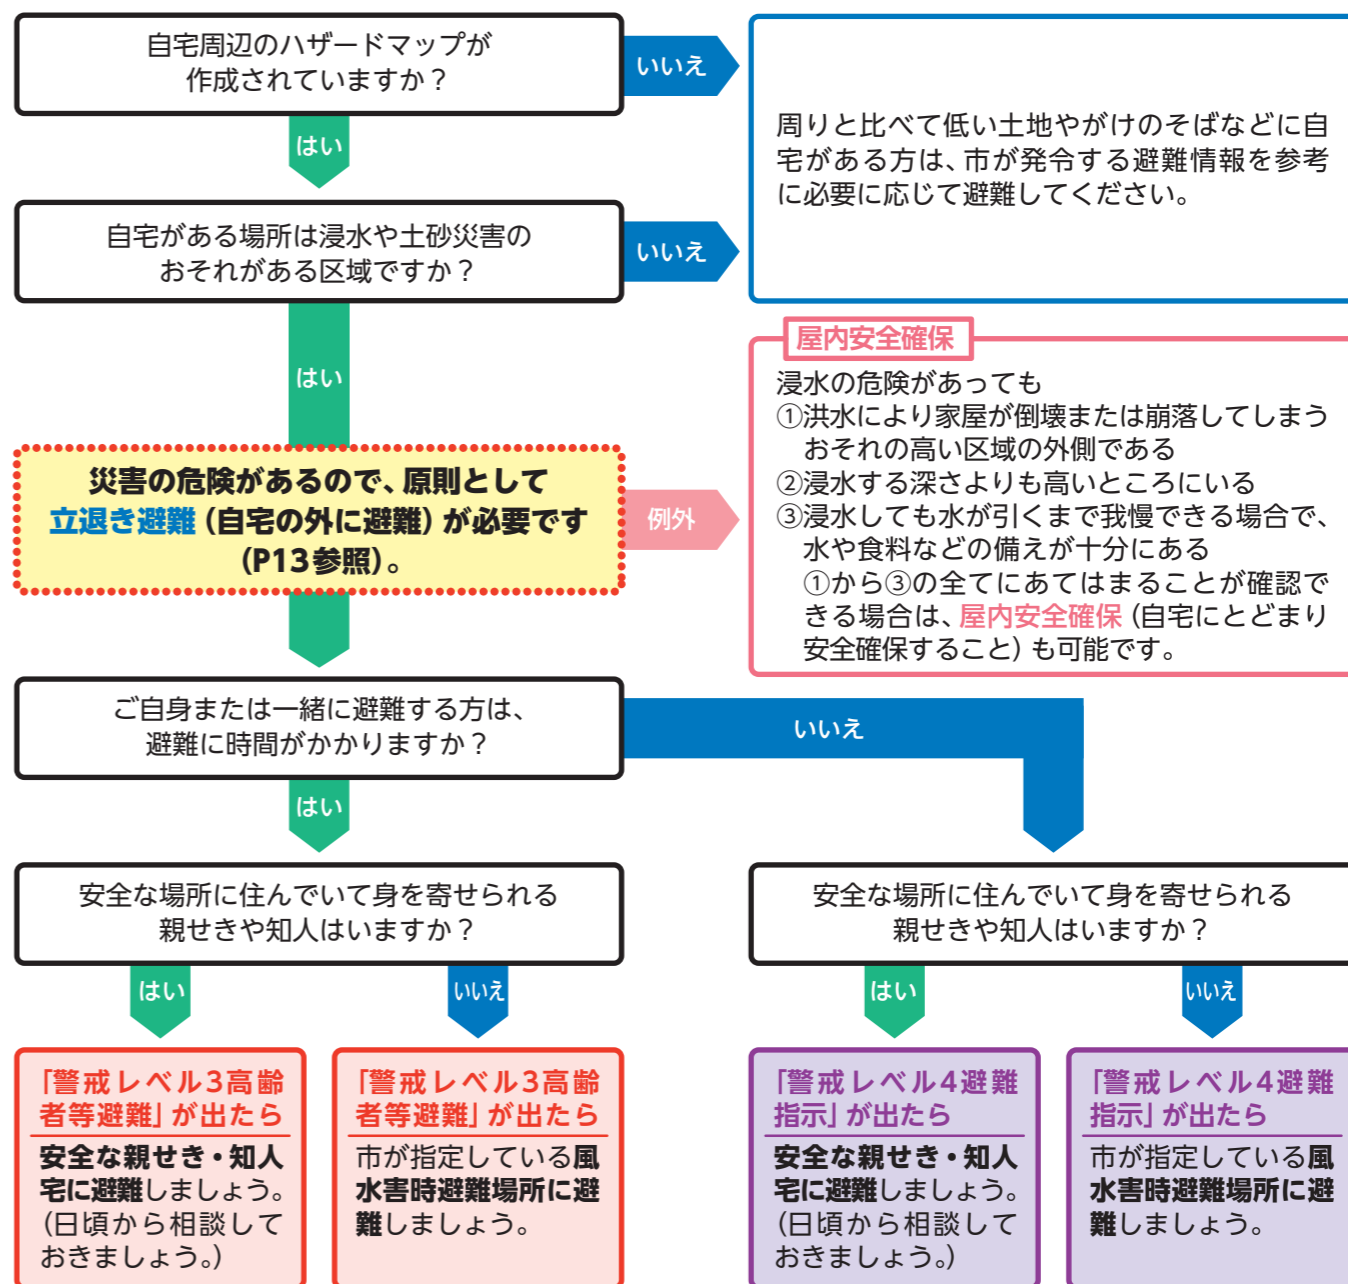 自宅周辺のハザードマップが
作成されていますか？
いいえ
はい
周りと比べて低い土地やがけのそばなどに自
宅がある方は、市が発令する避難情報を参考
に必要に応じて避難してください。
自宅がある場所は浸水や土砂災害の
おそれがある区域ですか？
いいえ
はい
災害の危険があるので、原則として
立退き避難（自宅の外に避難）が必要です
（P13参照）。
例外
屋内安全確保
浸水の危険があっても
①洪水により家屋が倒壊または崩落してしまう
おそれの高い区域の外側である
②浸水する深さよりも高いところにいる
③浸水しても水が引くまで我慢できる場合で、
水や食料などの備えが十分にある
①から③の全てにあてはまることが確認で
きる場合は、屋内安全確保（自宅にとどまり
安全確保すること）も可能です。
ご自身または一緒に避難する方は、
避難に時間がかかりますか？
いいえ
はい
安全な場所に住んでいて身を寄せられる
親せきや知人はいますか？
はい
いいえ
「警戒レベル3高齢
者等避難」が出たら
安全な親せき・知人
宅に避難しましょう。
（日頃から相談して
おきましょう。）
「警戒レベル3高齢
者等避難」が出たら
市が指定している風
水害時避難場所に避
難しましょう。
安全な場所に住んでいて身を寄せられる
親せきや知人はいますか？
はい
いいえ
「警戒レベル4避難
指示」が出たら
安全な親せき・知人
宅に避難しましょう。
（日頃から相談して
おきましょう。）
「警戒レベル4避難
指示」が出たら
市が指定している風
水害時避難場所に避
難しましょう。